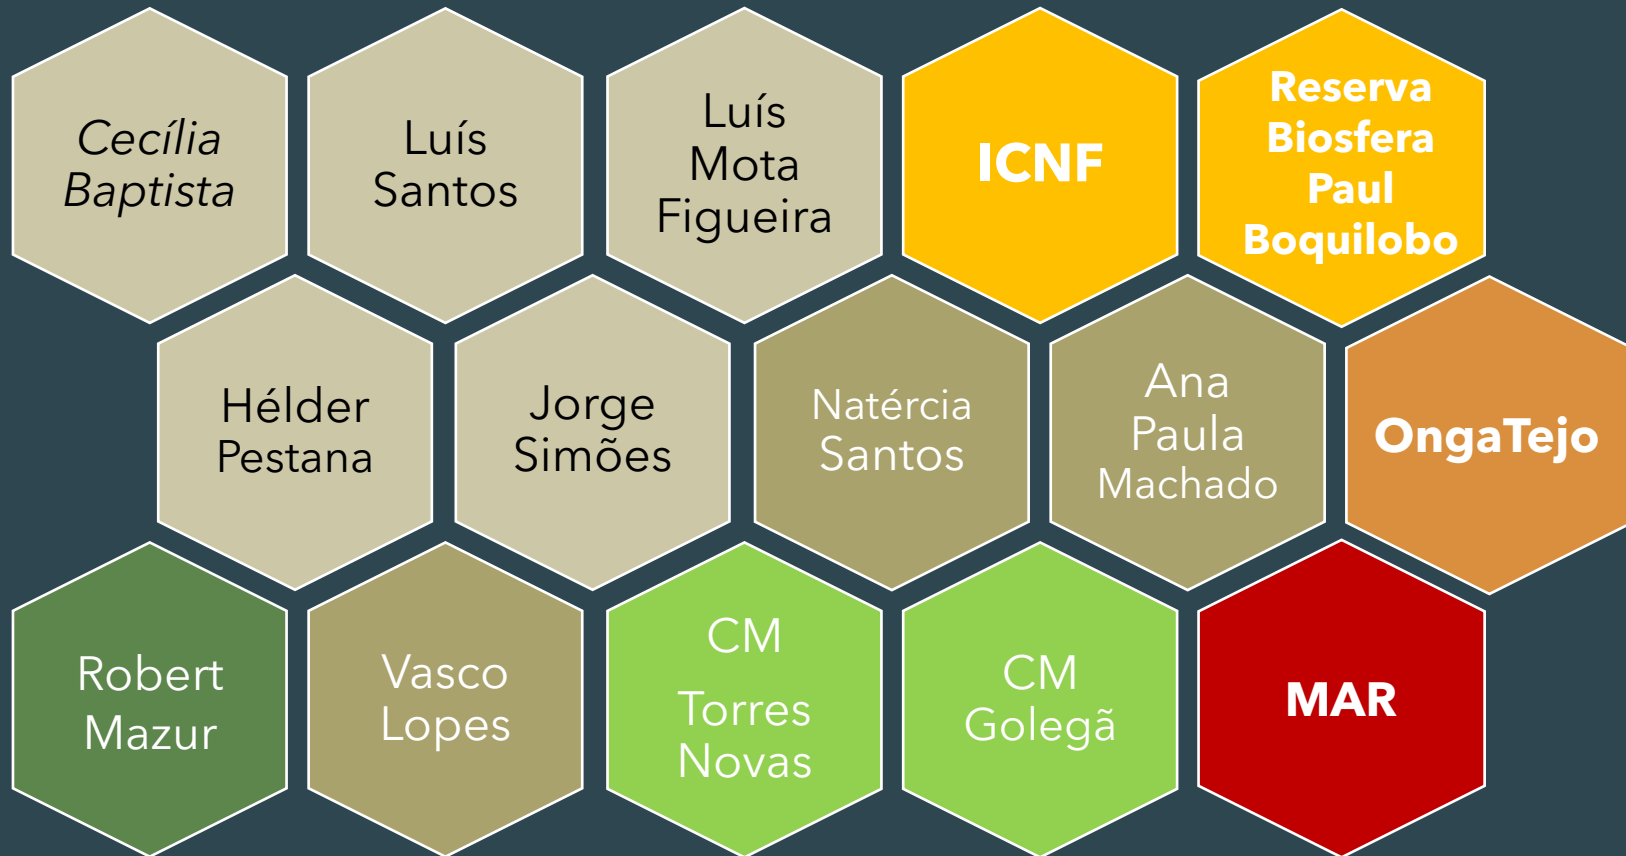 Cecília
Baptista
Luís
Santos
Luís
Mota
Figueira
ICNF
Reserva
Biosfera
Paul
Boquilobo
Hélder
Pestana
Jorge
Simões
Natércia
Santos
Ana
Paula
Machado
OngaTejo
Robert
Mazur
Vasco
Lopes
CM
Torres
Novas
CM
Golegã
MAR